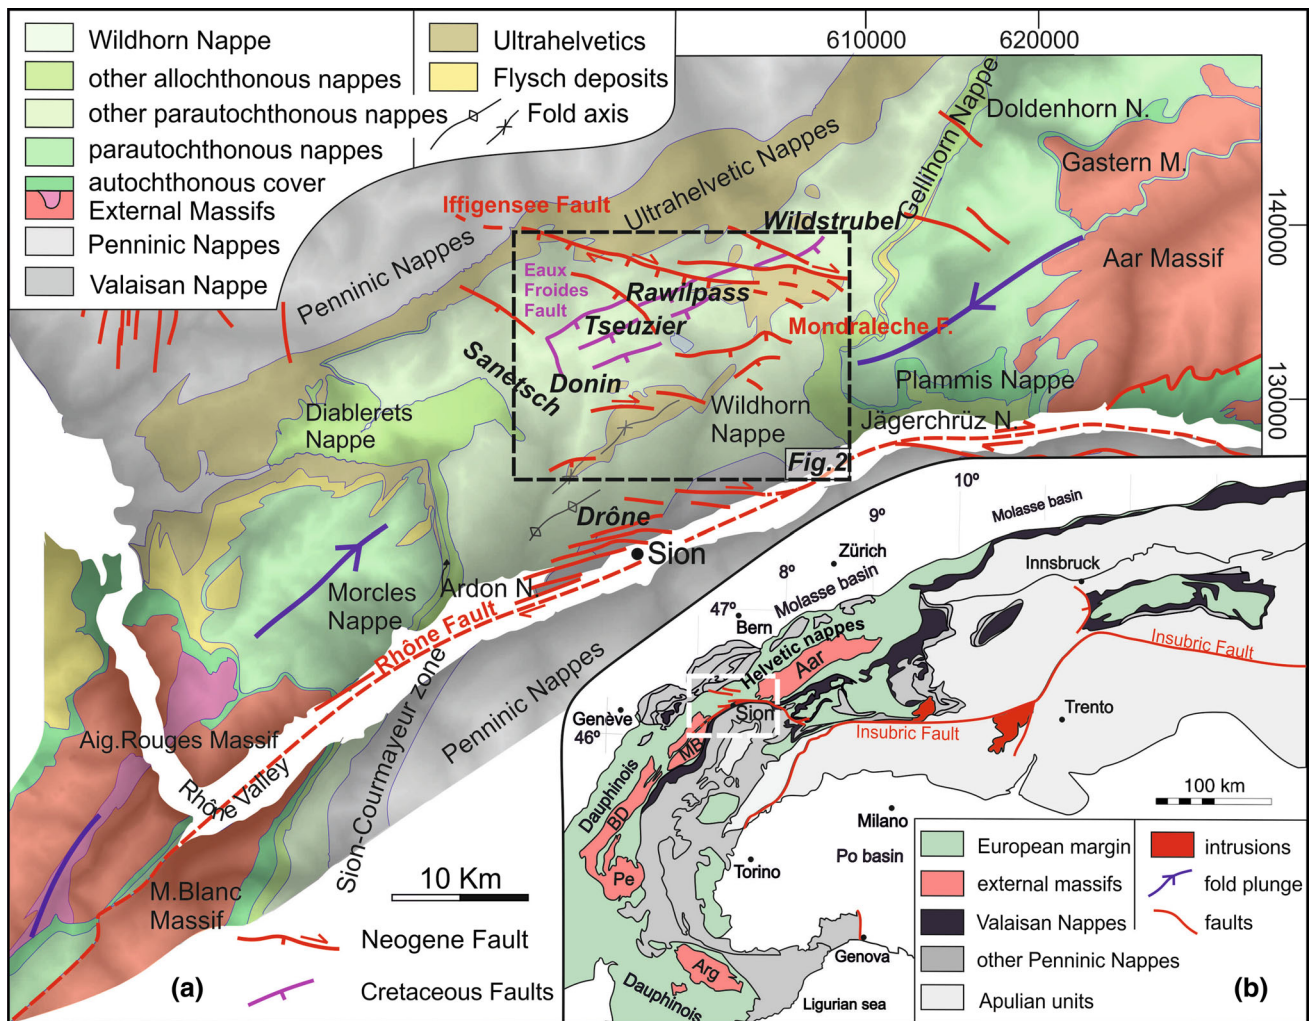 Wildhorn Nappe
other allochthonous nappes
other parautochthonous nappes
parautochthonous nappes
autochthonous cover
External Massifs
Penninic Nappes
Valaisan Nappe
Ultrahelvetics
Flysch deposits
Fold axis
610000
620000
1400000
130000
Doldenhorn N.
Gellihorn Nappe
Gastern M.
Aar Massif
Ultrahelvetic Nappes
Iffigensee Fault
Wildstrubel
Penninic Nappes
Eaux
Froides
Fault
Rawilpass
Tseuzier
Mondraleche F.
Sanetsch
Donin
Plammis Nappe
Diablerets
Nappe
Wildhorn
Nappe
Jägerchrüz N.
Fig.2
Drône
Sion
Morcles
Nappe
Ardon N.
Rhône Fault
Penninic Nappes
Sion-Courmayeur zone
Aig.Rouges Massif
Rhône Valley
M.Blanc
Massif
10 Km
Neogene Fault
Cretaceous Faults
(a)
10º
9º
8º
47º
46º
Molasse basin
Zürich
Innsbruck
Molasse basin
Bern
Helvetic nappes
Aar
Insubric Fault
Genève
Sion
Insubric Fault
Trento
MB
Dauphinois
BD
100 km
Milano
Po basin
Torino
Pe
Genova
Arg
Dauphinois
Ligurian sea
European margin
external massifs
Valaisan Nappes
other Penninic Nappes
Apulian units
intrusions
fold plunge
faults
(b)